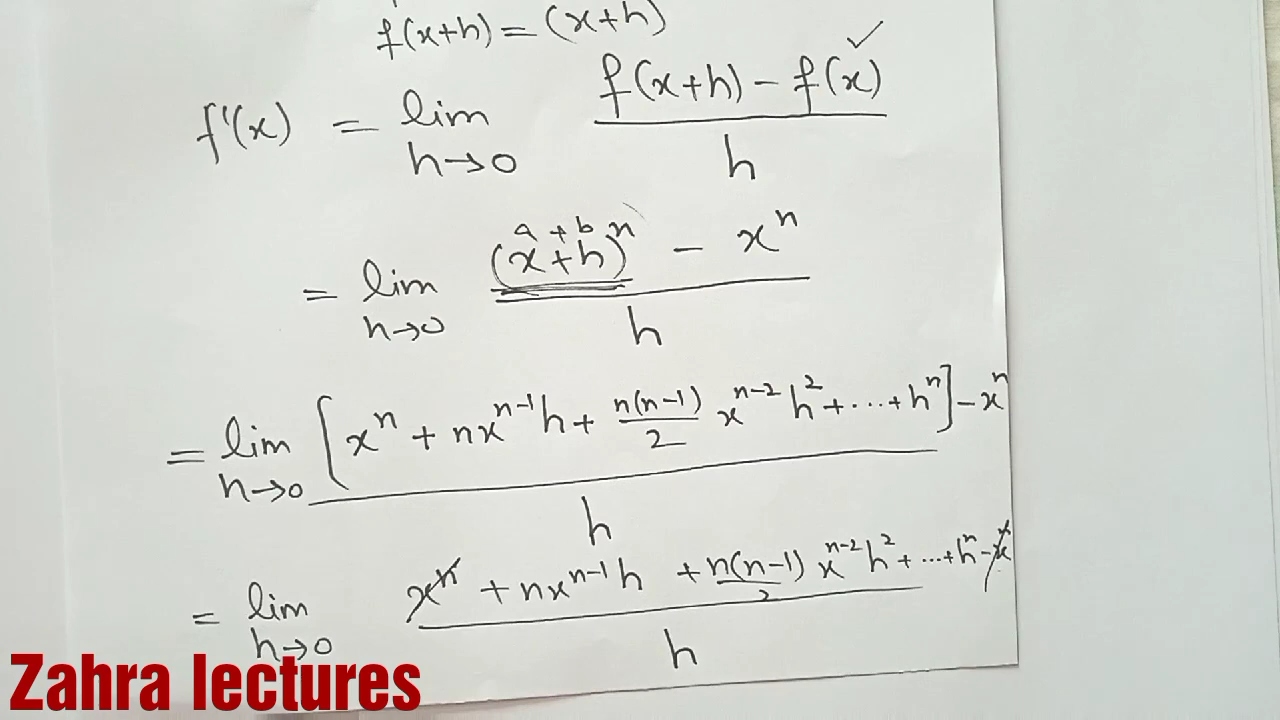 f(x+h) = (x+h)
f'(x) = lim h→0 f(x+h) - f(x) / h ✓
a + b
= lim h→0 (x+h)^n - x^n / h
= lim h→0 [x^n + nx^(n-1)h + n(n-1)/2 x^(n-2) h^2 + ... + h^n] - x^n / h
= lim h→0 x^n + nx^(n-1)h + n(n-1)/2 x^(n-2) h^2 + ... + h^n - x^n / h
Zahra lectures